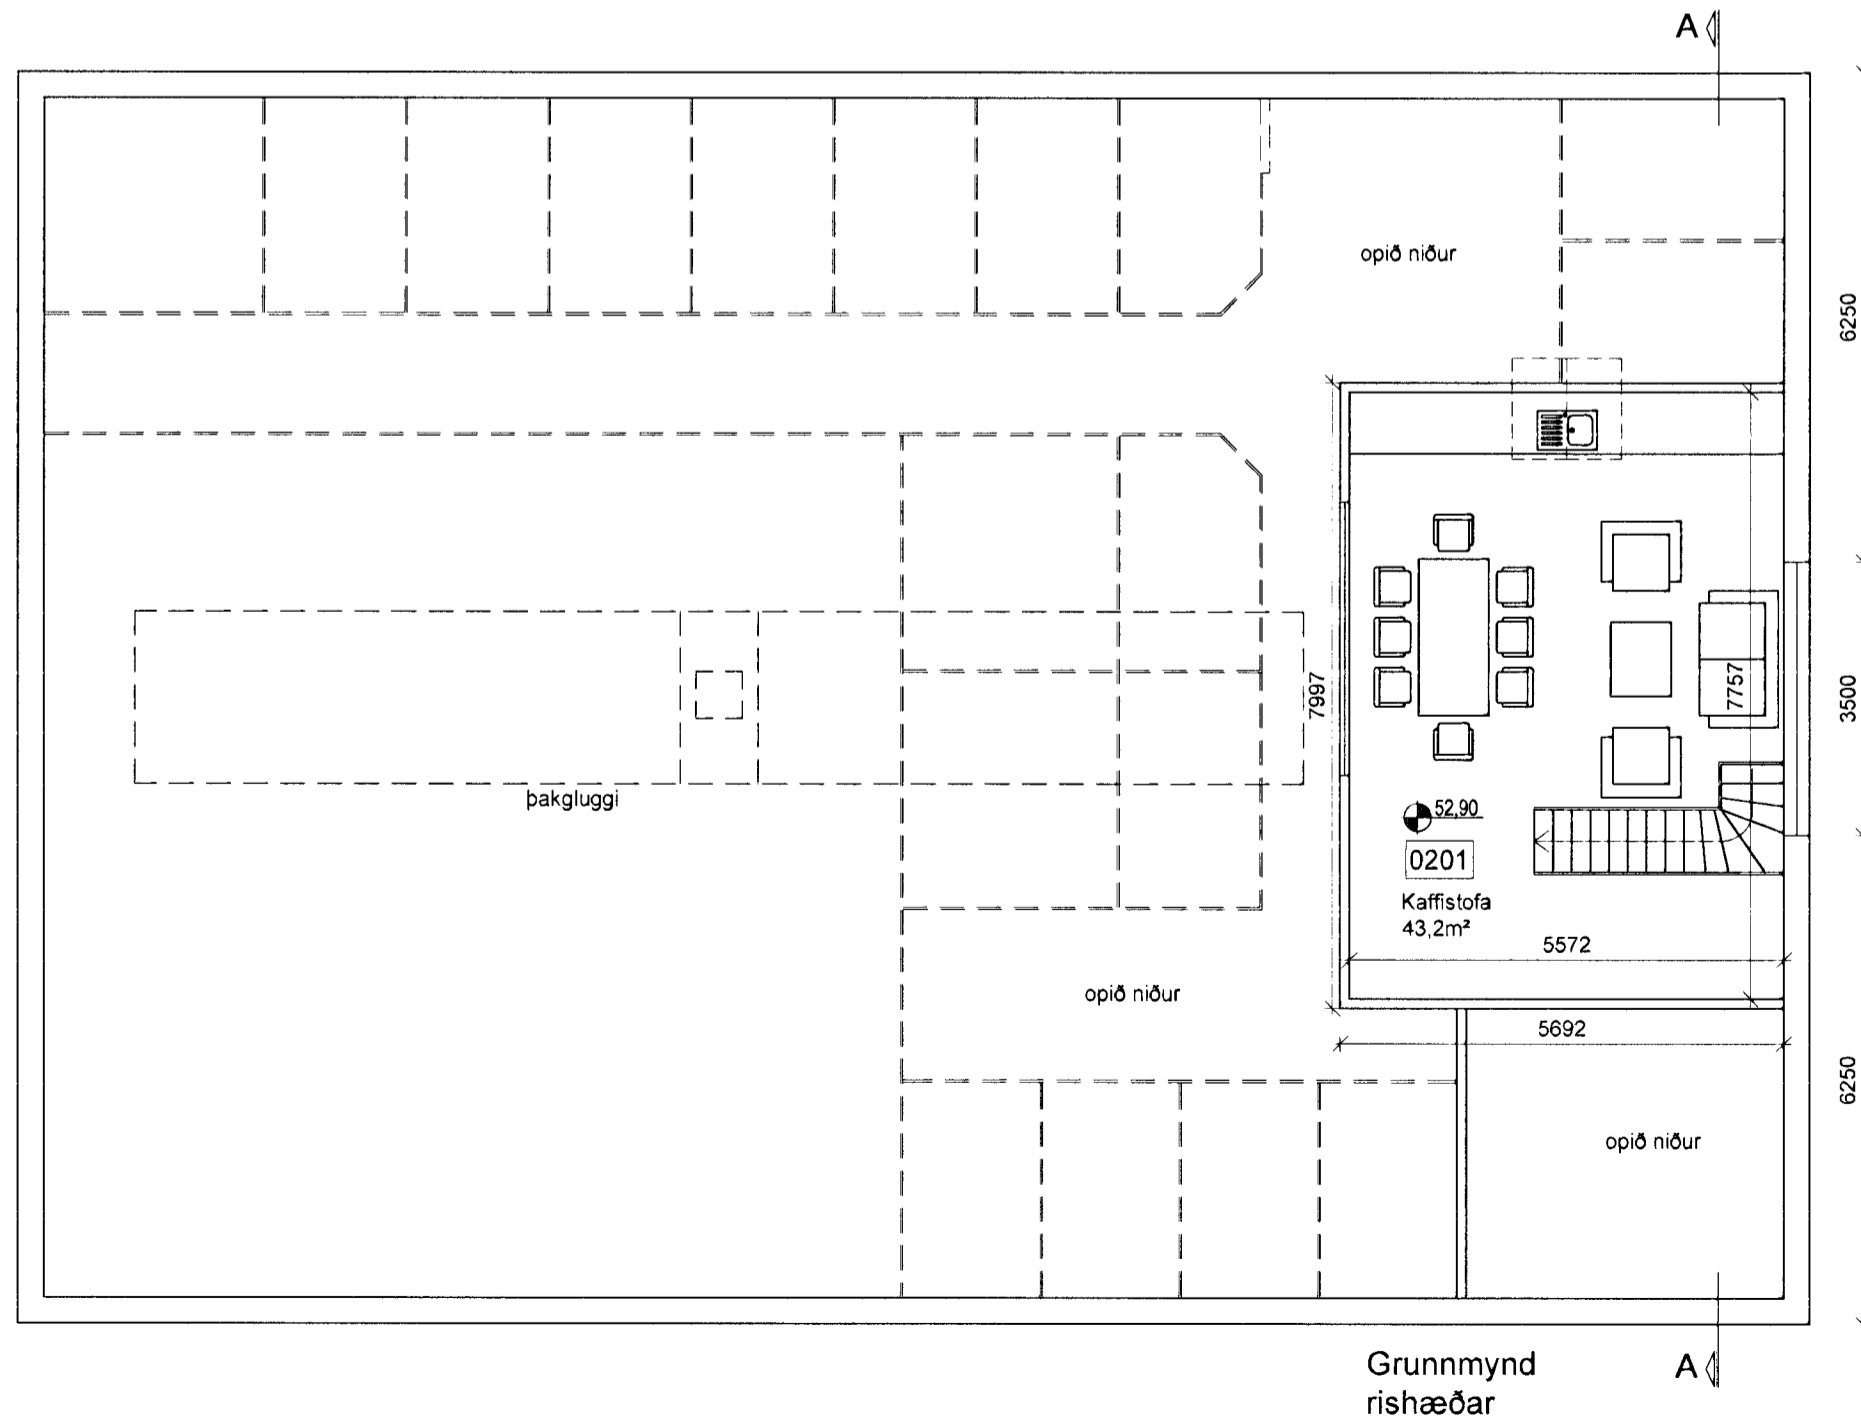 A
opið niður
6250
7997
7757
3500
þakgluggi
52,90
0201
Kaffistofa
43,2m²
5572
opið niður
5692
6250
opið niður
Grunnmynd
rishæðar
A